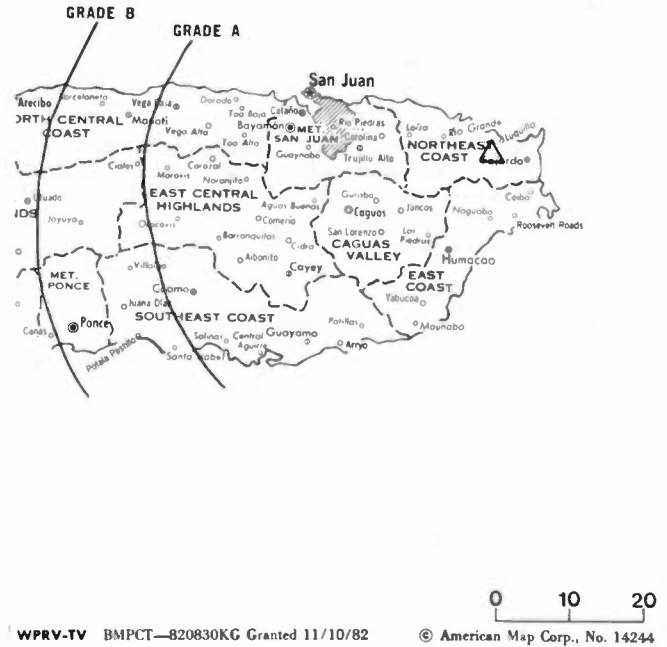 GRADE B
GRADE A
San Juan
Arecibo
Barceloneta
Vega Baja
Dorado
Toa Baja
Cataño
ORTH CENTRAL
COAST
Manati
Vega Alta
Bayamon
Toa Alta
MET.
SAN JUAN
Rio Piedras
Carolina
Guaynabo
Trujillo Alto
Loiza
Rio Grande
Luquillo
NORTHEAST
COAST
Ciales
Morovis
Corozal
Naranjito
EAST CENTRAL
HIGHLANDS
Utuado
IDS
Jayuya
Orocovis
Comerio
Aguas Buenas
Gurabo
Caguas
Juncos
San Lorenzo
Las
Piedras
CAGUAS
VALLEY
Naguabo
Ceiba
Roosevelt Roads
Humacao
EAST
COAST
Barranquitas
Cidra
Aibonito
Cayey
Villalba
MET.
PONCE
Coamo
Juana Diaz
SOUTHEAST COAST
Ponce
Yabucoa
Maunabo
Patillas
Guayama
Arryo
Salinas
Central
Aguirre
Santa Isabel
Potala Pastillo
0 10 20
WPRV-TV BMPCT—820830KG Granted 11/10/82 © American Map Corp., No. 14244